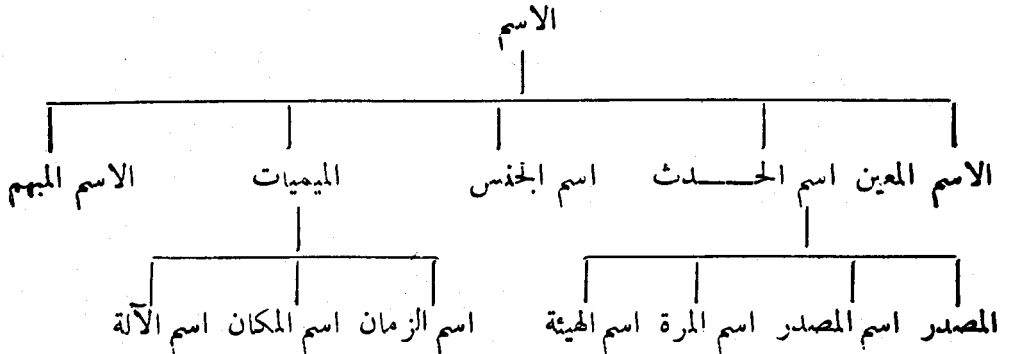 الاسم
الاسم المعين اسم الحـــدث اسم الجنس الميميات الاسم المبهم
المصدر اسم المصدر اسم المرة اسم الهيئة اسم الزمان اسم المكان اسم الآلة